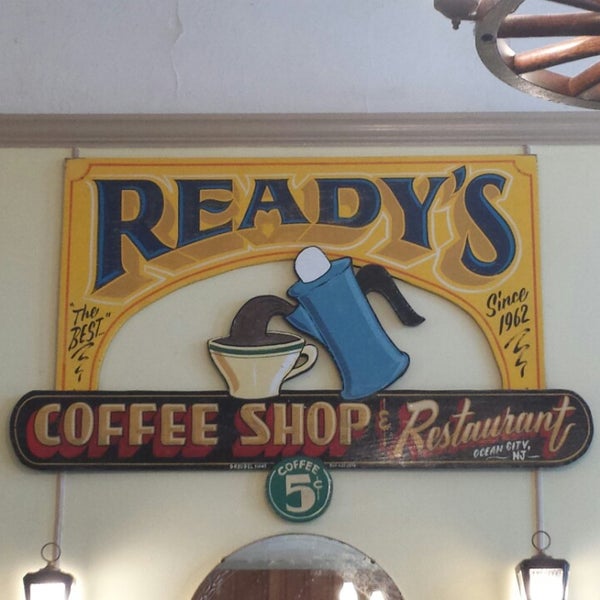 READY'S
"The
BEST..."
Since
1962
COFFEE SHOP & Restaurant
OCEAN CITY,
NJ
COFFEE
5¢